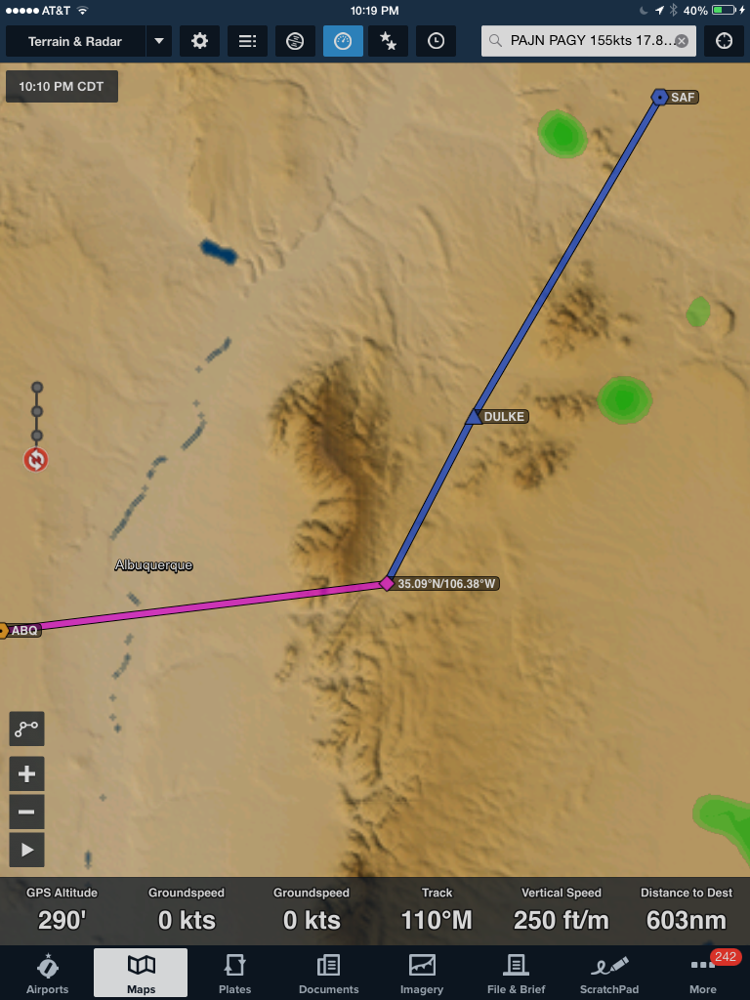 AT&T 10:19 PM 40%
Terrain & Radar PAJN PAGY 155kts 17.8...
10:10 PM CDT
SAF
DULKE
Albuquerque
35.09°N/106.38°W
ABQ
GPS Altitude Groundspeed Groundspeed Track Vertical Speed Distance to Dest
290' 0 kts 0 kts 110°M 250 ft/m 603nm
242
Airports Maps Plates Documents Imagery File & Brief ScratchPad More